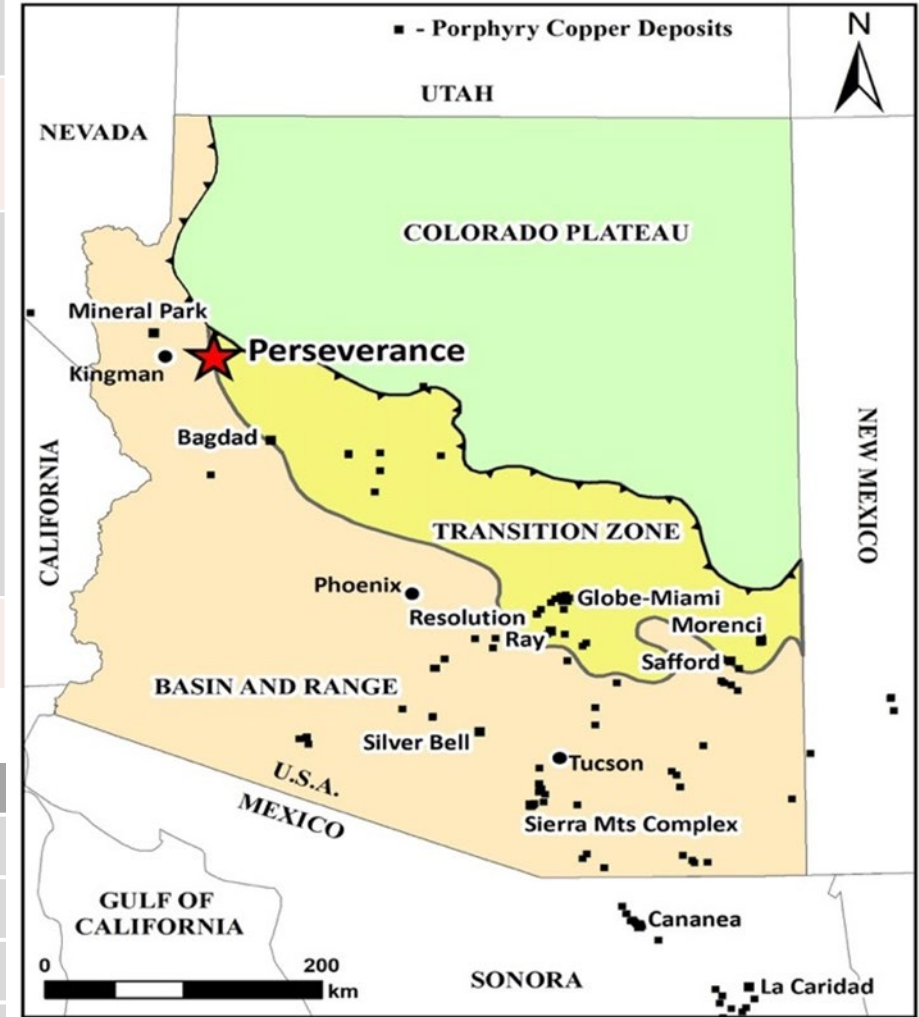 N
- Porphyry Copper Deposits
UTAH
NEVADA
COLORADO PLATEAU
Mineral Park
Perseverance
Kingman
Bagdad
CALIFORNIA
NEW MEXICO
TRANSITION ZONE
Phoenix
Globe-Miami
Resolution
Morenci
Ray
Safford
BASIN AND RANGE
Silver Bell
Tucson
U.S.A.
MEXICO
Sierra Mts Complex
GULF OF
CALIFORNIA
Cananea
0 200
km
SONORA
La Caridad